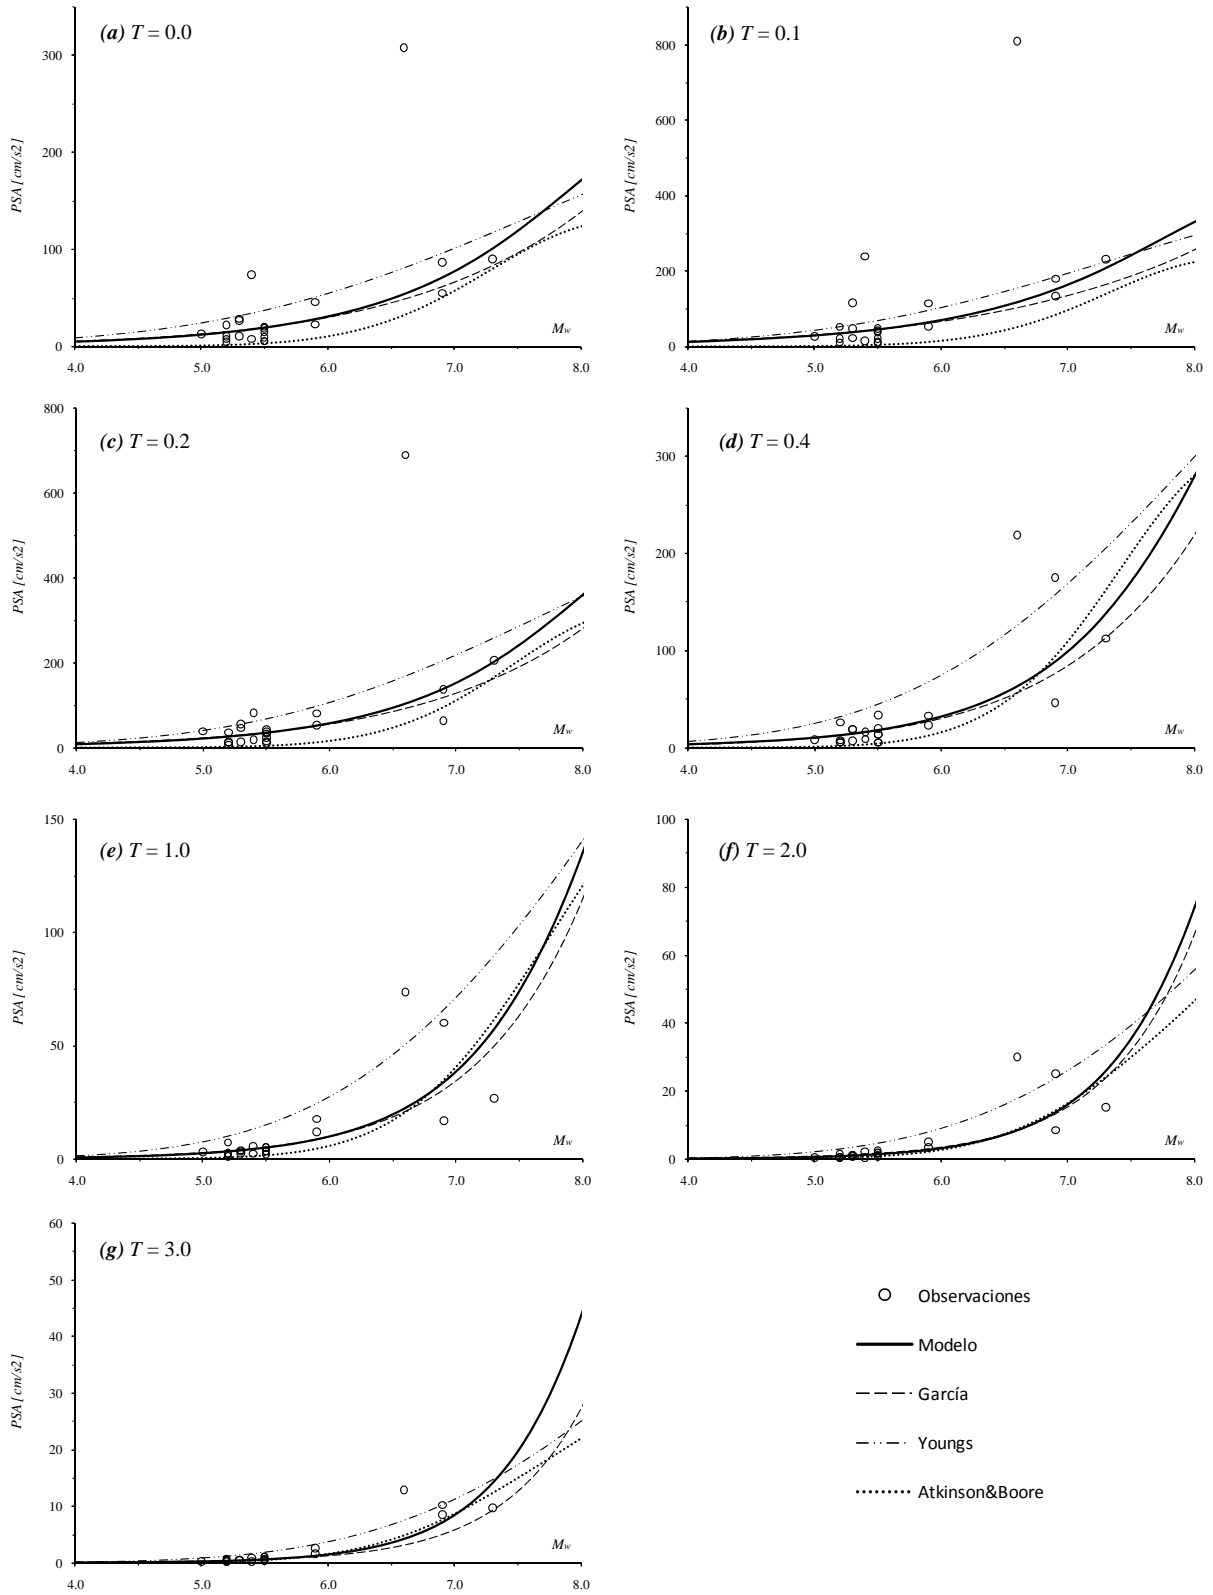 (a) T = 0.0
300
200
100
0
PSA [cm/s2]
Mw
4.0 5.0 6.0 7.0 8.0
(b) T = 0.1
800
600
400
200
0
PSA [cm/s2]
Mw
4.0 5.0 6.0 7.0 8.0
(c) T = 0.2
800
600
400
200
0
PSA [cm/s2]
Mw
4.0 5.0 6.0 7.0 8.0
(d) T = 0.4
300
200
100
0
PSA [cm/s2]
Mw
4.0 5.0 6.0 7.0 8.0
(e) T = 1.0
150
100
50
0
PSA [cm/s2]
Mw
4.0 5.0 6.0 7.0 8.0
(f) T = 2.0
100
80
60
40
20
0
PSA [cm/s2]
Mw
4.0 5.0 6.0 7.0 8.0
(g) T = 3.0
60
50
40
30
20
10
0
PSA [cm/s2]
Mw
4.0 5.0 6.0 7.0 8.0
Observaciones
Modelo
García
Youngs
Atkinson&Boore